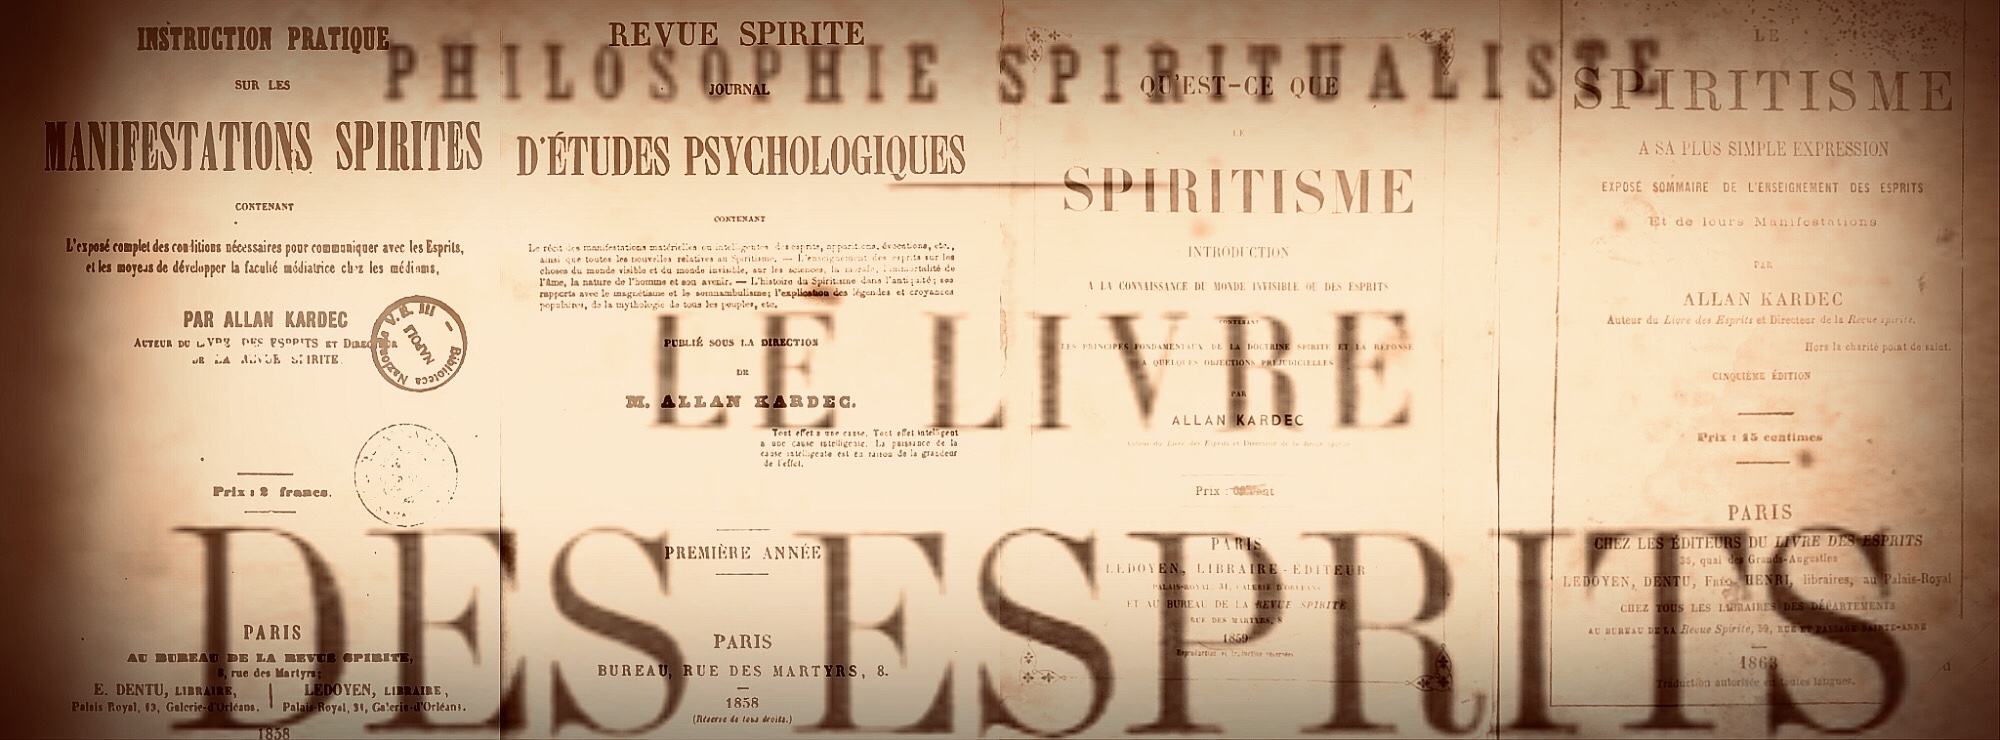 PHILOSOPHIE SPIRITUALISTE
LE LIVRE
DES ESPRITS
INSTRUCTION PRATIQUE
SUR LES
MANIFESTATIONS SPIRITES
CONTENANT
L'exposé complet des conditions nécessaires pour communiquer avec les Esprits,
et les moyens de développer la faculté médiatrice chez les médiums,
PAR ALLAN KARDEC
AUTEUR DU LIVRE DES ESPRITS ET DIRECTEUR
DE LA REVUE SPIRITE.
V. E. III
NAPOLI
Biblioteca Nazionale
Prix : 2 francs.
PARIS
AU BUREAU DE LA REVUE SPIRITE,
8, rue des Martyrs;
E. DENTU, LIBRAIRE, | LEDOYEN, LIBRAIRE,
Palais Royal, 13, Galerie-d'Orléans. | Palais-Royal, 31, Galerie-d'Orléans.
1858
REVUE SPIRITE
JOURNAL
D'ÉTUDES PSYCHOLOGIQUES
CONTENANT
Le récit des manifestations matérielles ou intelligentes des esprits, apparitions, évocations, etc.,
ainsi que toutes les nouvelles relatives au Spiritisme. — L'enseignement des esprits sur les
choses du monde visible et du monde invisible, sur les sciences, la morale, l'immortalité de
l'âme, la nature de l'homme et son avenir. — L'histoire du Spiritisme dans l'antiquité; ses
rapports avec le magnétisme et le somnambulisme; l'explication des légendes et croyances
populaires, de la mythologie de tous les peuples, etc.
PUBLIÉ SOUS LA DIRECTION
DE
M. ALLAN KARDEC.
Tout effet a une cause. Tout effet intelligent
a une cause intelligente. La puissance de la
cause intelligente est en raison de la grandeur
de l'effet.
PREMIÈRE ANNÉE
PARIS
BUREAU, RUE DES MARTYRS, 8.
1858
(Réserve de tous droits.)
QU'EST-CE QUE
LE
SPIRITISME
INTRODUCTION
A LA CONNAISSANCE DU MONDE INVISIBLE OU DES ESPRITS
CONTENANT
LES PRINCIPES FONDAMENTAUX DE LA DOCTRINE SPIRITE ET LA RÉPONSE
A QUELQUES OBJECTIONS PRÉJUDICIELLES
PAR
ALLAN KARDEC
Auteur du Livre des Esprits et Directeur de la Revue spirite
Prix :
PARIS
LEDOYEN, LIBRAIRE-ÉDITEUR
PALAIS-ROYAL, 31, GALERIE D'ORLÉANS
ET AU BUREAU DE LA REVUE SPIRITE
RUE DES MARTYRS, 8
1859
Reproduction et traduction réservées
LE
SPIRITISME
A SA PLUS SIMPLE EXPRESSION
EXPOSÉ SOMMAIRE DE L'ENSEIGNEMENT DES ESPRITS
Et de leurs Manifestations
PAR
ALLAN KARDEC
Auteur du Livre des Esprits et Directeur de la Revue spirite.
Hors la charité point de salut.
CINQUIÈME ÉDITION
Prix : 15 centimes
PARIS
CHEZ LES ÉDITEURS DU LIVRE DES ESPRITS
35, quai des Grands-Augustins
LEDOYEN, DENTU, FRÉD. HENRI, libraires, au Palais-Royal
CHEZ TOUS LES LIBRAIRES DES DÉPARTEMENTS
AU BUREAU DE LA Revue Spirite, 59, RUE ET PASSAGE SAINTE-ANNE
1863
Traduction autorisée en toutes langues.